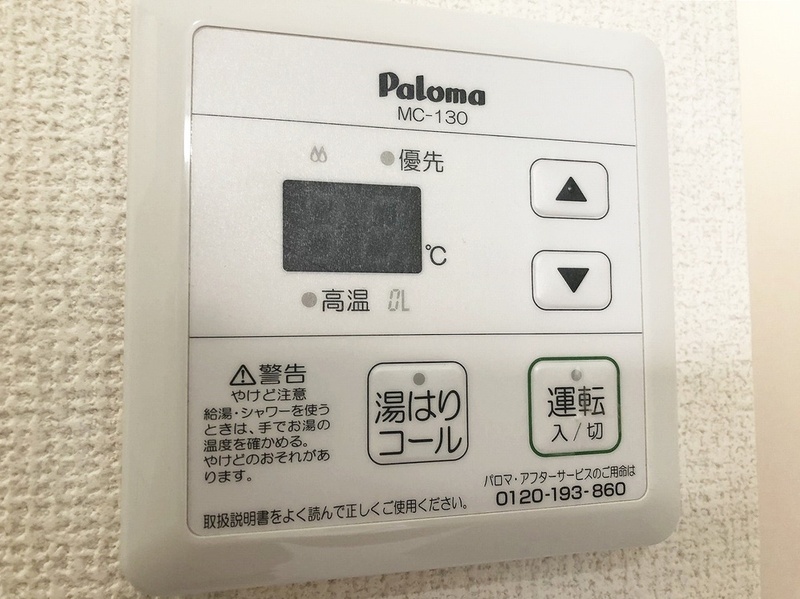 Paloma
MC-130
優先
℃
高温 0L
▲
▼
⚠警告
やけど注意
給湯・シャワーを使う
ときは、手でお湯の
温度を確かめる。
やけどのおそれがあ
ります。
湯はり
コール
運転
入/切
パロマ・アフターサービスのご用命は
0120-193-860
取扱説明書をよく読んで正しくご使用ください。